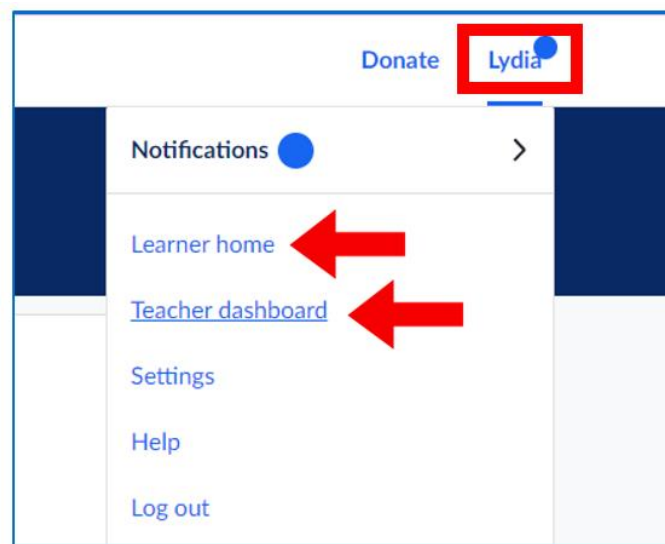 Donate Lydia
Notifications
Learner home
Teacher dashboard
Settings
Help
Log out